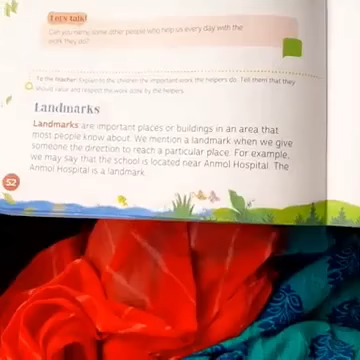 Let's talk!
Can you name some other people who help us every day with the
work they do?
To the teacher: Explain to the children the important work the helpers do. Tell them that they
should value and respect the work done by the helpers.
Landmarks
Landmarks are important places or buildings in an area that
most people know about. We mention a landmark when we give
someone the direction to reach a particular place. For example,
we may say that the school is located near Anmol Hospital. The
Anmol Hospital is a landmark.
52